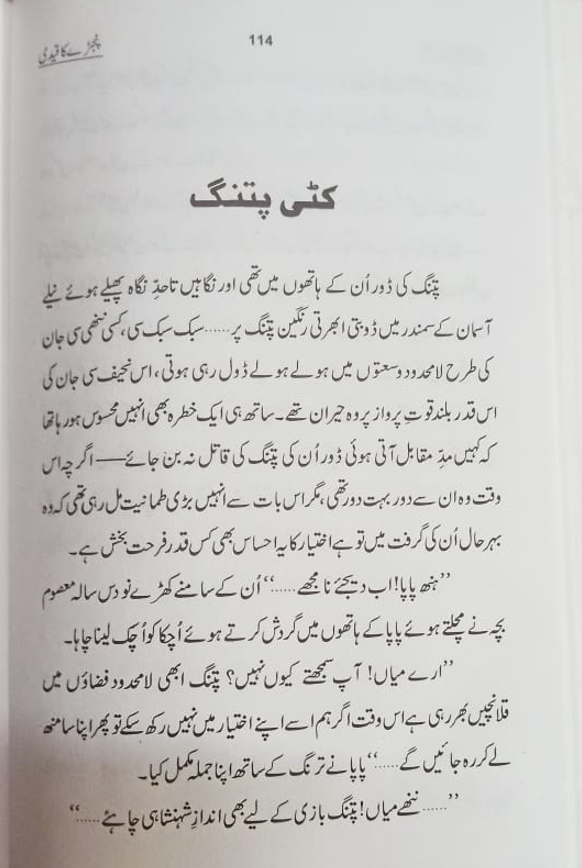 پنجڑے کا قیدی
114
کٹی پتنگ
پتنگ کی ڈور اُن کے ہاتھوں میں تھی اور نگاہیں تاحدِّ نگاہ پھیلے ہوئے نیلے
آسمان کے سمندر میں ڈوبتی ابھرتی رنگین پتنگ پر......سبک سبک سی، کسی ننھی سی جان
کی طرح لامحدود وسعتوں میں ہولے ہولے ڈول رہی ہوتی، اس نحیف سی جان کی
اس قدر بلند قوتِ پرواز پر وہ حیران تھے۔ ساتھ ہی ایک خطرہ بھی انہیں محسوس ہورہا تھا
کہ کہیں مدِّ مقابل آتی ہوئی ڈور اُن کی پتنگ کی قاتل نہ بن جائے—— اگرچہ اس
وقت وہ ان سے دور بہت دور تھی، مگر اس بات سے انہیں بڑی طمانیت مل رہی تھی کہ وہ
بہرحال اُن کی گرفت میں تو ہے اختیار کا یہ احساس بھی کس قدر فرحت بخش ہے۔
”ہنھ پاپا! اب دیجئے نا مجھے......“ اُن کے سامنے کھڑے نو دس سالہ معصوم
بچہ نے مچلتے ہوئے پاپا کے ہاتھوں میں گردش کرتے ہوئے اُچکا کو اُچک لینا چاہا۔
”ارے میاں! آپ سمجھتے کیوں نہیں؟ پتنگ ابھی لامحدود فضاؤں میں
قلانچیں بھر رہی ہے اس وقت اگر ہم اسے اپنے اختیار میں نہیں رکھ سکے تو پھر اپنا سا منھ
لے کر رہ جائیں گے.....“ پاپا نے ترنگ کے ساتھ اپنا جملہ مکمل کیا۔
”......ننھے میاں! پتنگ بازی کے لیے بھی اندازِ شہنشاہی چاہئے.....“